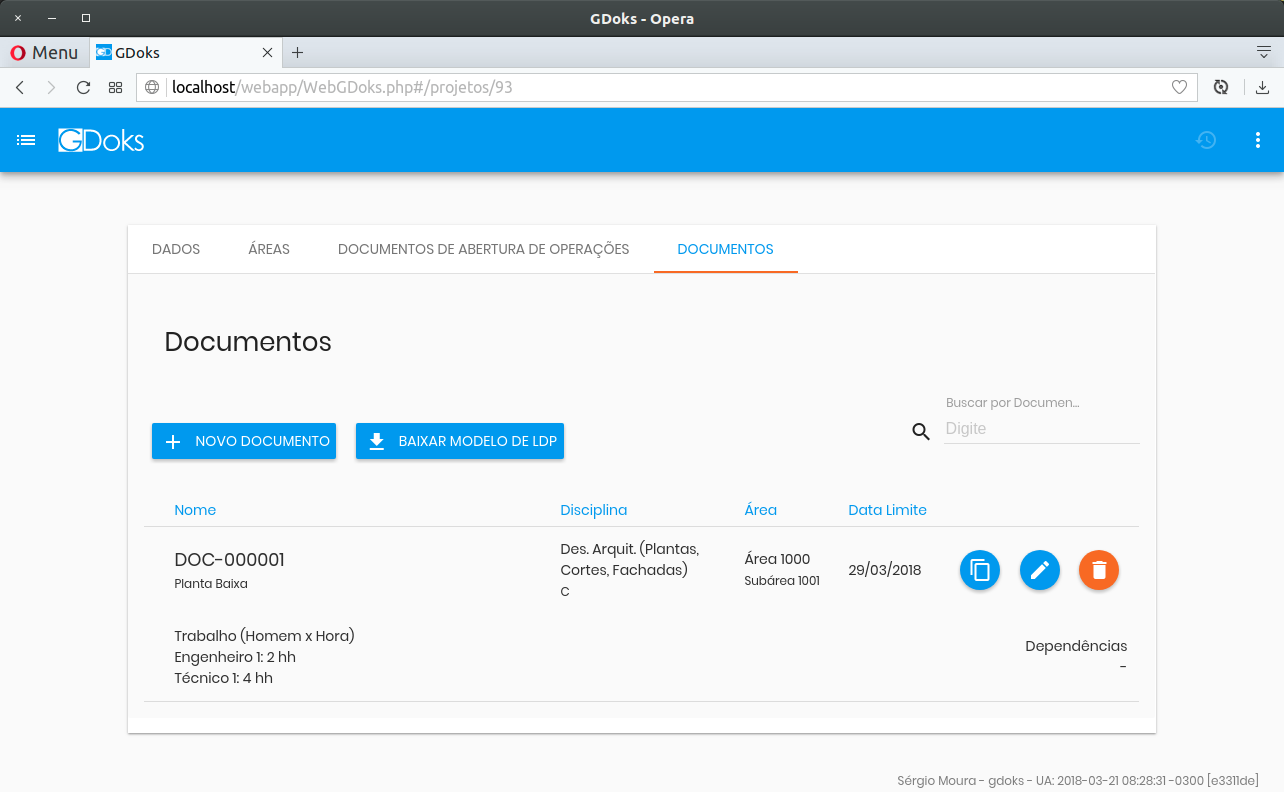 GDoks - Opera
Menu
GDoks
localhost/webapp/WebGDoks.php#/projetos/93
GDoks
DADOS ÁREAS DOCUMENTOS DE ABERTURA DE OPERAÇÕES DOCUMENTOS
Documentos
Buscar por Documen...
NOVO DOCUMENTO BAIXAR MODELO DE LDP Digite
Nome Disciplina Área Data Limite
DOC-000001
Planta Baixa
Des. Arquit. (Plantas,
Cortes, Fachadas)
C
Área 1000
Subárea 1001
29/03/2018
Trabalho (Homem x Hora)
Engenheiro 1: 2 hh
Técnico 1: 4 hh
Dependências
-
Sérgio Moura - gdoks - UA: 2018-03-21 08:28:31 -0300 [e3311de]